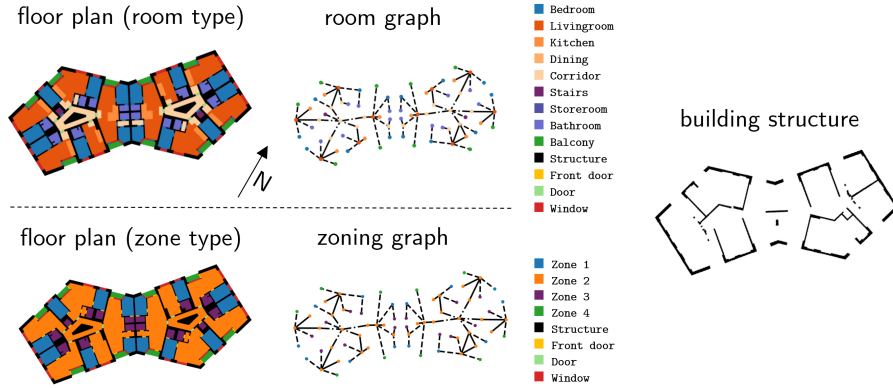 floor plan (room type)
room graph
Bedroom
Livingroom
Kitchen
Dining
Corridor
Stairs
Storeroom
Bathroom
Balcony
Structure
Front door
Door
Window
N
building structure
floor plan (zone type)
zoning graph
Zone 1
Zone 2
Zone 3
Zone 4
Structure
Front door
Door
Window